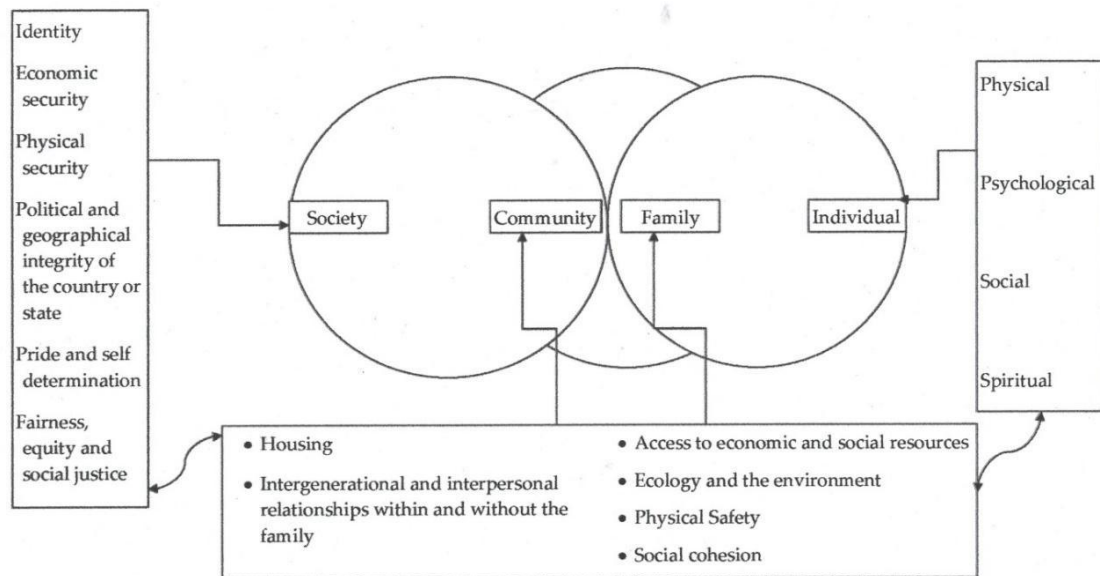 Identity
Economic
security
Physical
security
Political and
geographical
integrity of
the country or
state
Pride and self
determination
Fairness,
equity and
social justice
Society
Community
Family
Individual
Physical
Psychological
Social
Spiritual
• Housing
• Intergenerational and interpersonal
relationships within and without the
family
• Access to economic and social resources
• Ecology and the environment
• Physical Safety
• Social cohesion